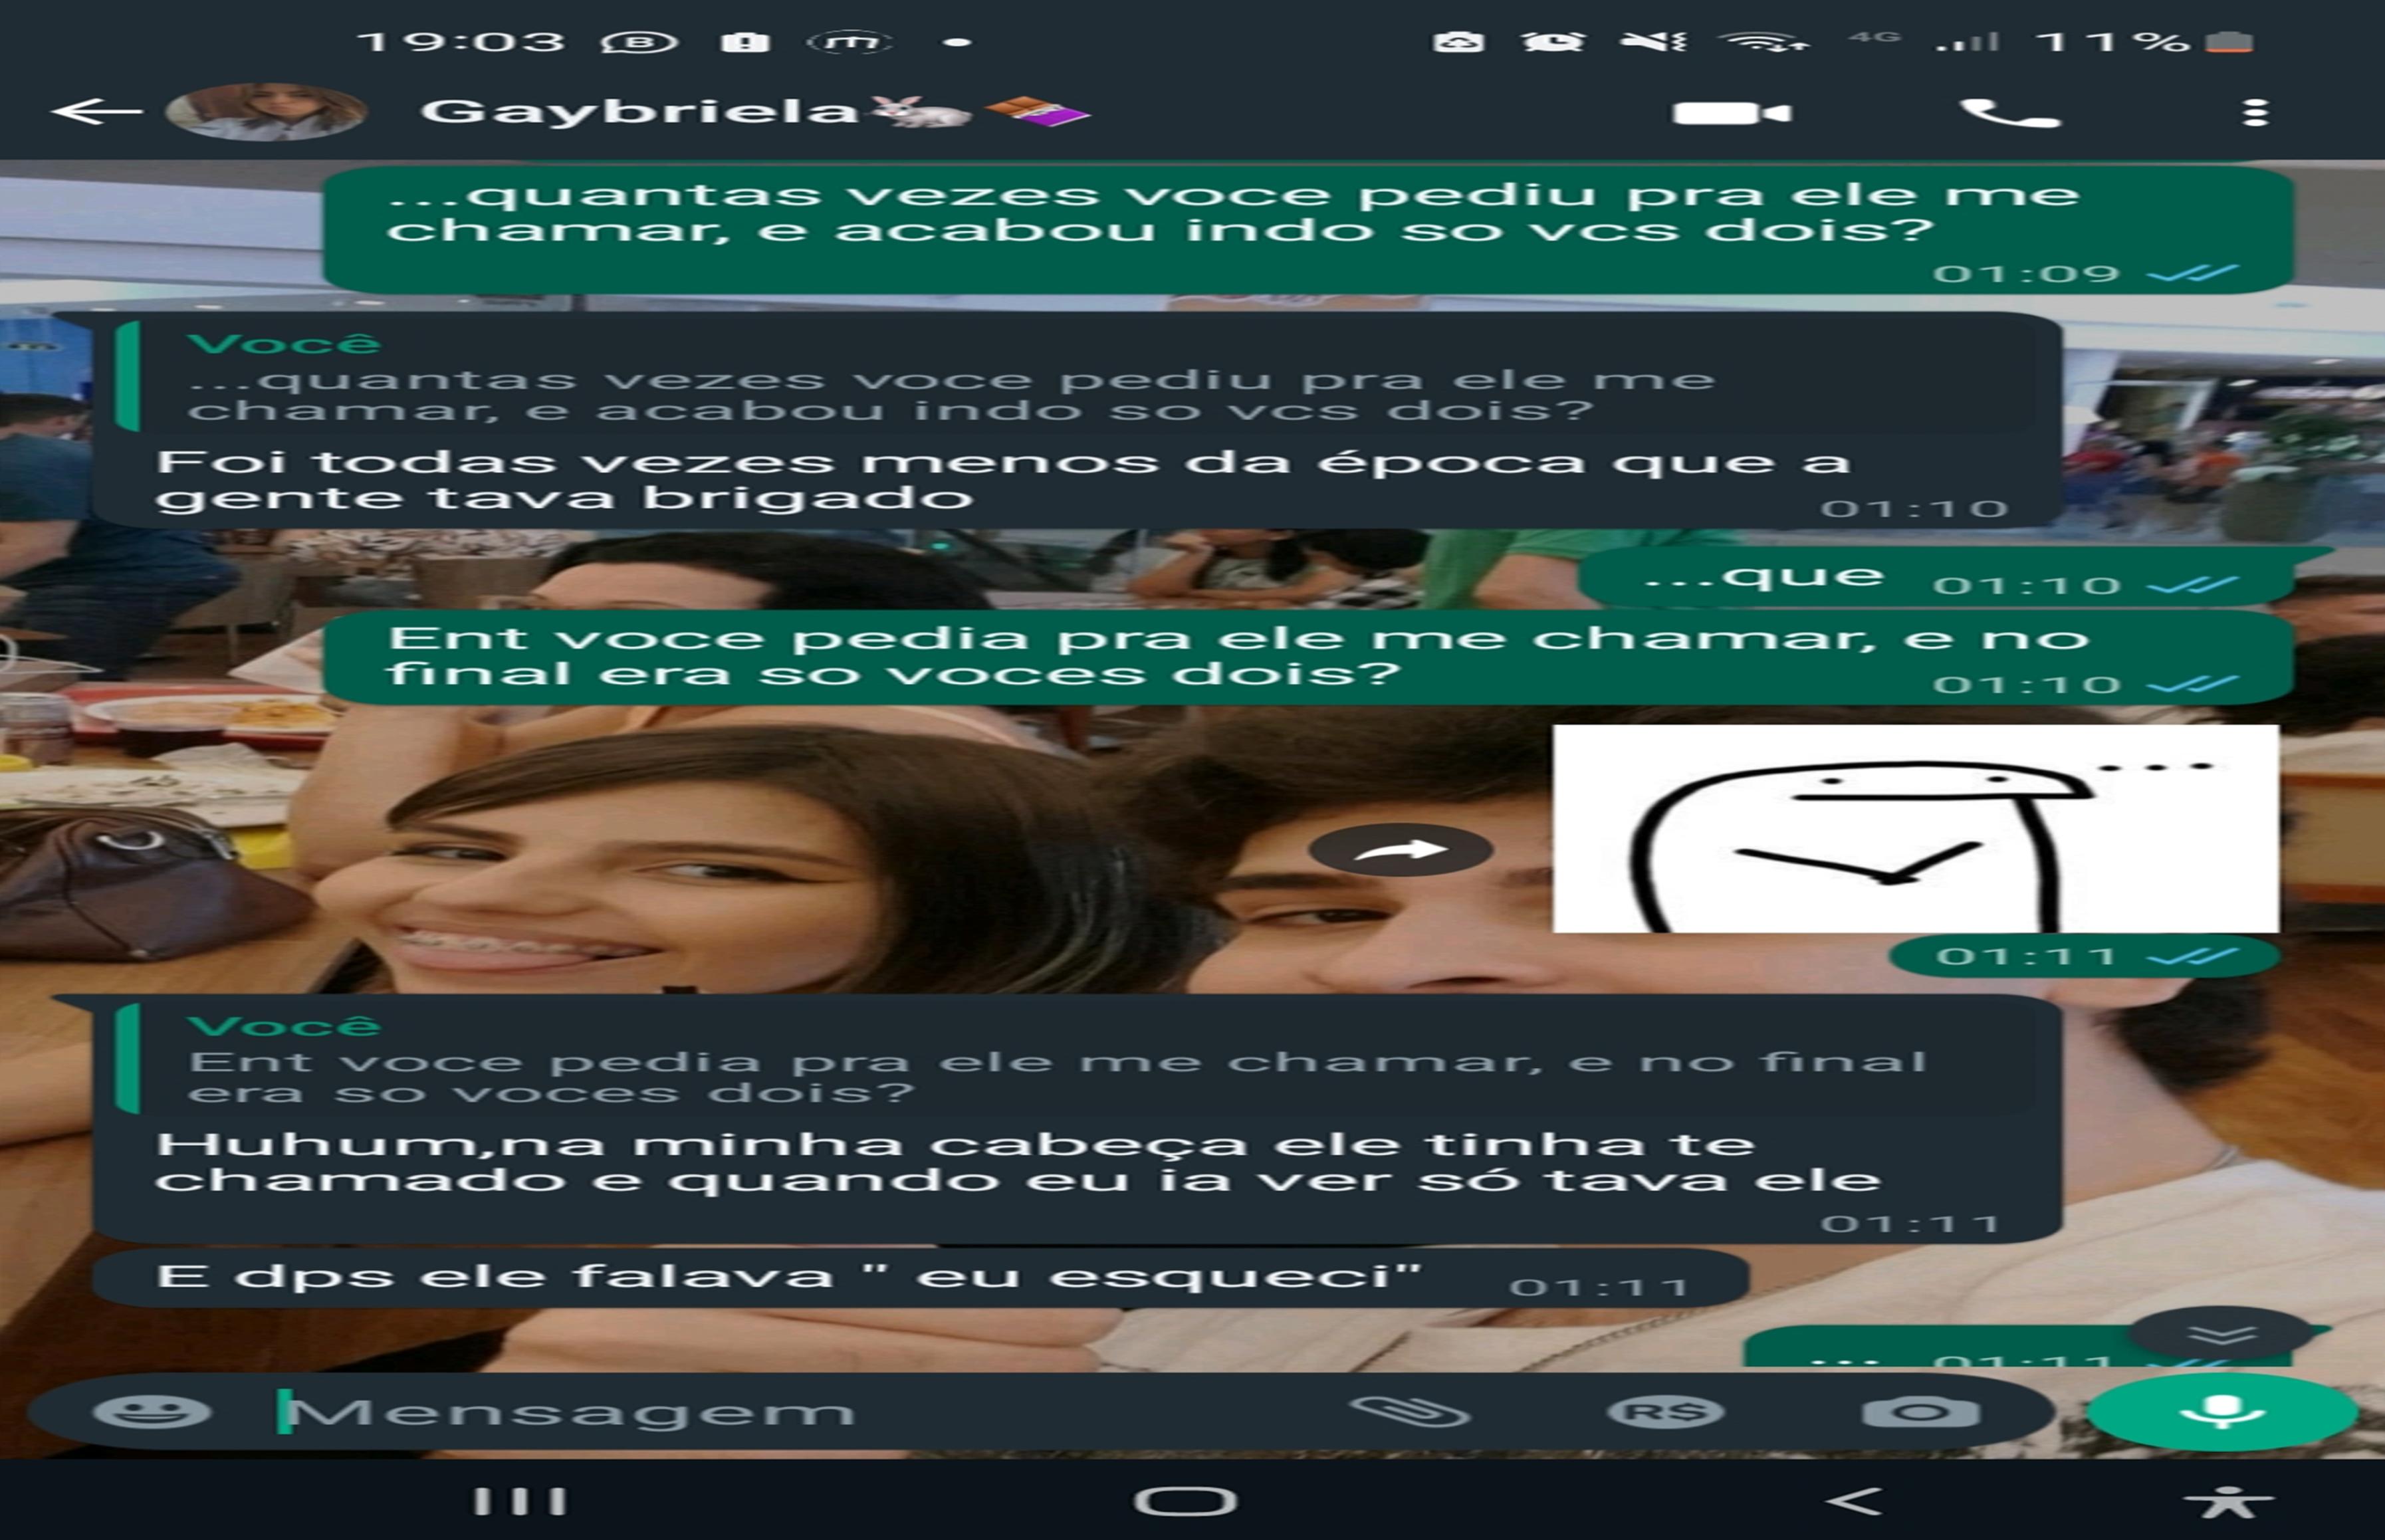 19:03
4G 11%
Gaybriela
...quantas vezes voce pediu pra ele me
chamar, e acabou indo so vcs dois?
01:09
Você
...quantas vezes voce pediu pra ele me
chamar, e acabou indo so vcs dois?
Foi todas vezes menos da época que a
gente tava brigado
01:10
...que 01:10
Ent voce pedia pra ele me chamar, e no
final era so voces dois?
01:10
...
01:11
Você
Ent voce pedia pra ele me chamar, e no final
era so voces dois?
Huhum,na minha cabeça ele tinha te
chamado e quando eu ia ver só tava ele
01:11
E dps ele falava " eu esqueci" 01:11
... 01:11
Mensagem
R$